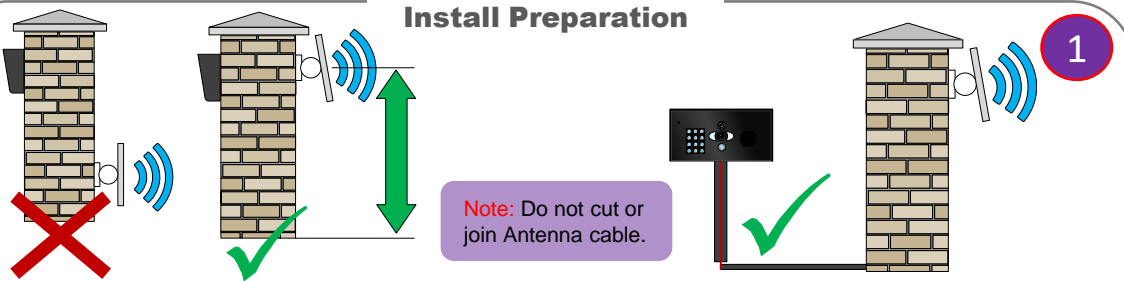 Install Preparation
1
Note: Do not cut or
join Antenna cable.